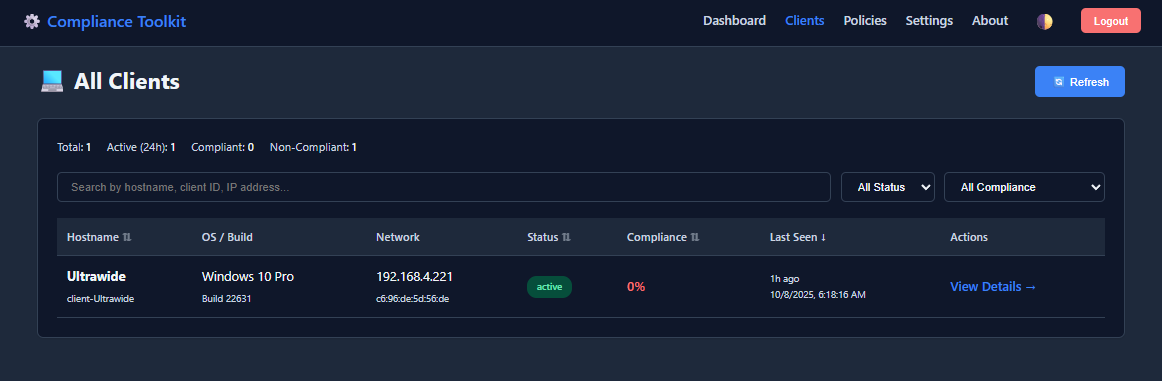 Compliance Toolkit Dashboard Clients Policies Settings About Logout
All Clients Refresh
Total: 1 Active (24h): 1 Compliant: 0 Non-Compliant: 1
Search by hostname, client ID, IP address... All Status All Compliance
Hostname ⇅ OS / Build Network Status ⇅ Compliance ⇅ Last Seen ↓ Actions
Ultrawide Windows 10 Pro 192.168.4.221 active 0% 1h ago View Details →
client-Ultrawide Build 22631 c6:96:de:5d:56:de 10/8/2025, 6:18:16 AM